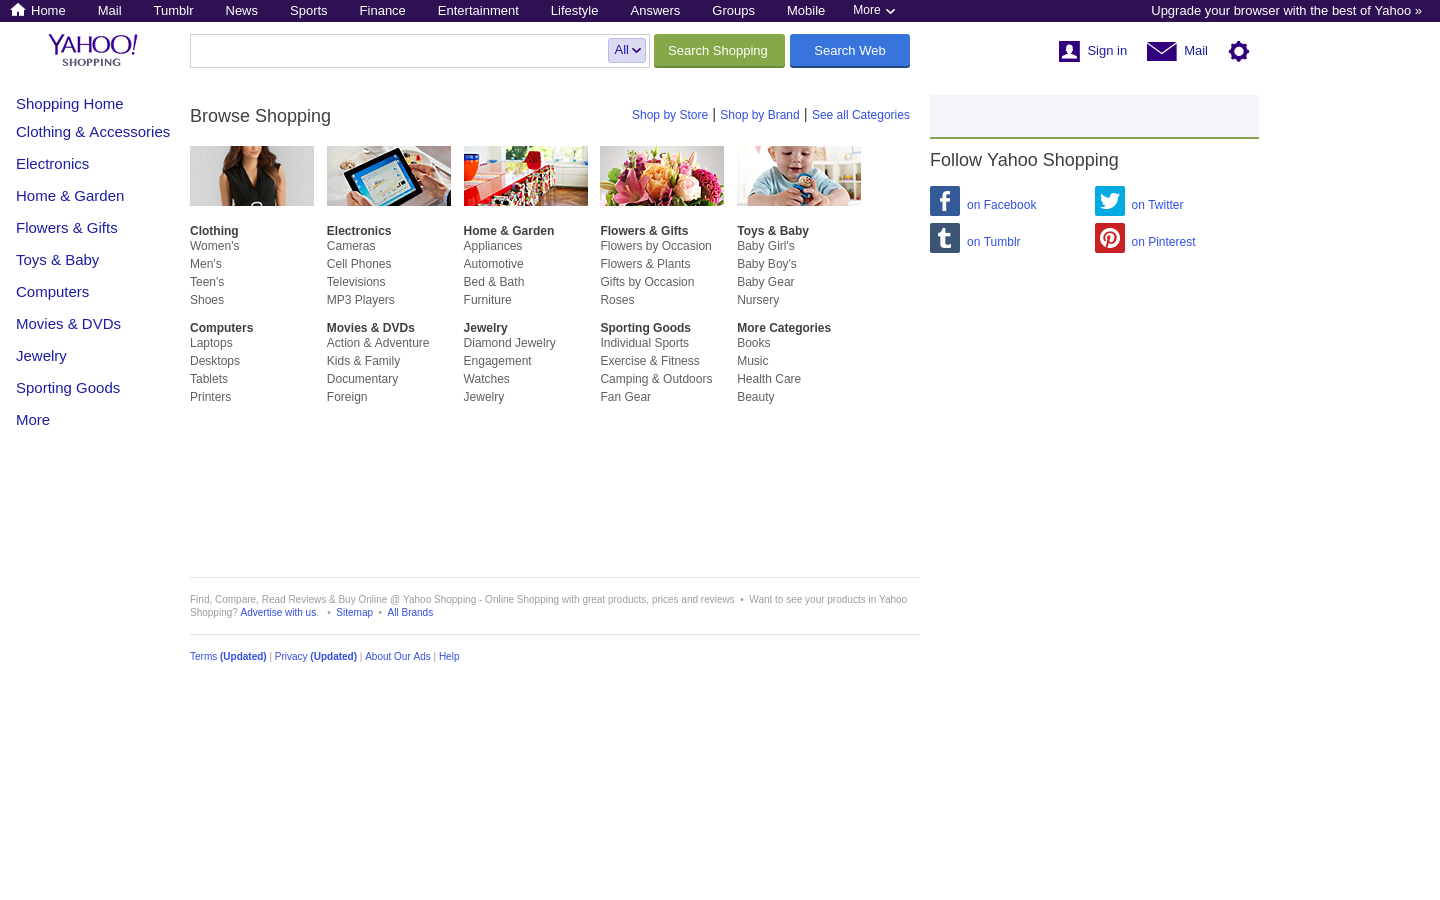 Home Mail Tumblr News Sports Finance Entertainment Lifestyle Answers Groups Mobile More Upgrade your browser with the best of Yahoo »
YAHOO!
SHOPPING
All
Search Shopping
Search Web
Sign in
Mail
Shopping Home
Clothing & Accessories
Electronics
Home & Garden
Flowers & Gifts
Toys & Baby
Computers
Movies & DVDs
Jewelry
Sporting Goods
More
Browse Shopping
Shop by Store | Shop by Brand | See all Categories
Clothing
Women's
Men's
Teen's
Shoes
Electronics
Cameras
Cell Phones
Televisions
MP3 Players
Home & Garden
Appliances
Automotive
Bed & Bath
Furniture
Flowers & Gifts
Flowers by Occasion
Flowers & Plants
Gifts by Occasion
Roses
Toys & Baby
Baby Girl's
Baby Boy's
Baby Gear
Nursery
Computers
Laptops
Desktops
Tablets
Printers
Movies & DVDs
Action & Adventure
Kids & Family
Documentary
Foreign
Jewelry
Diamond Jewelry
Engagement
Watches
Jewelry
Sporting Goods
Individual Sports
Exercise & Fitness
Camping & Outdoors
Fan Gear
More Categories
Books
Music
Health Care
Beauty
Follow Yahoo Shopping
on Facebook
on Twitter
on Tumblr
on Pinterest
Find, Compare, Read Reviews & Buy Online @ Yahoo Shopping - Online Shopping with great products, prices and reviews • Want to see your products in Yahoo
Shopping? Advertise with us. • Sitemap • All Brands
Terms (Updated) | Privacy (Updated) | About Our Ads | Help